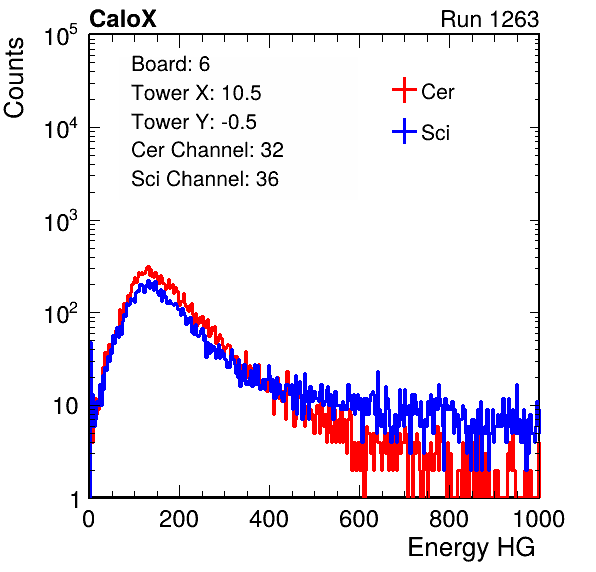 CaloX Run 1263
Counts
Board: 6
Tower X: 10.5
Tower Y: -0.5
Cer Channel: 32
Sci Channel: 36
Cer
Sci
10^5
10^4
10^3
10^2
10
1
0 200 400 600 800 1000
Energy HG